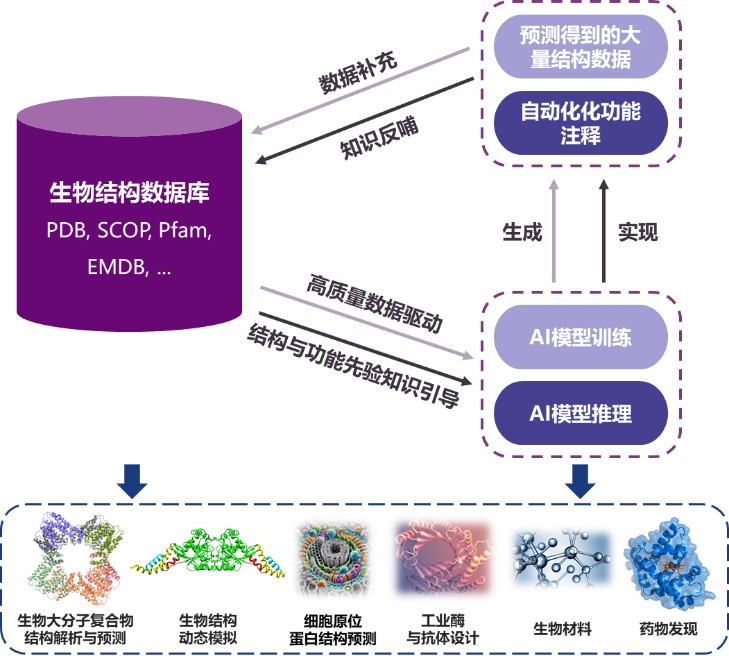 预测得到的大
量结构数据
数据补充
自动化化功能
注释
知识反哺
生物结构数据库
PDB, SCOP, Pfam,
EMDB, ...
生成
实现
高质量数据驱动
结构与功能先验知识引导
AI模型训练
AI模型推理
生物大分子复合物
结构解析与预测
生物结构
动态模拟
细胞原位
蛋白结构预测
工业酶
与抗体设计
生物材料
药物发现